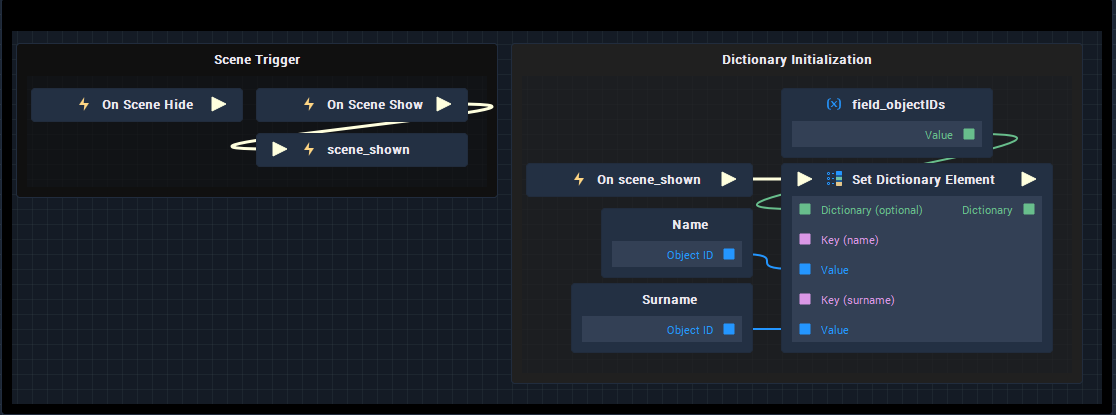 Scene Trigger
On Scene Hide
On Scene Show
scene_shown
Dictionary Initialization
(x) field_objectIDs
Value
On scene_shown
Set Dictionary Element
Dictionary (optional)
Dictionary
Key (name)
Value
Key (surname)
Value
Name
Object ID
Surname
Object ID